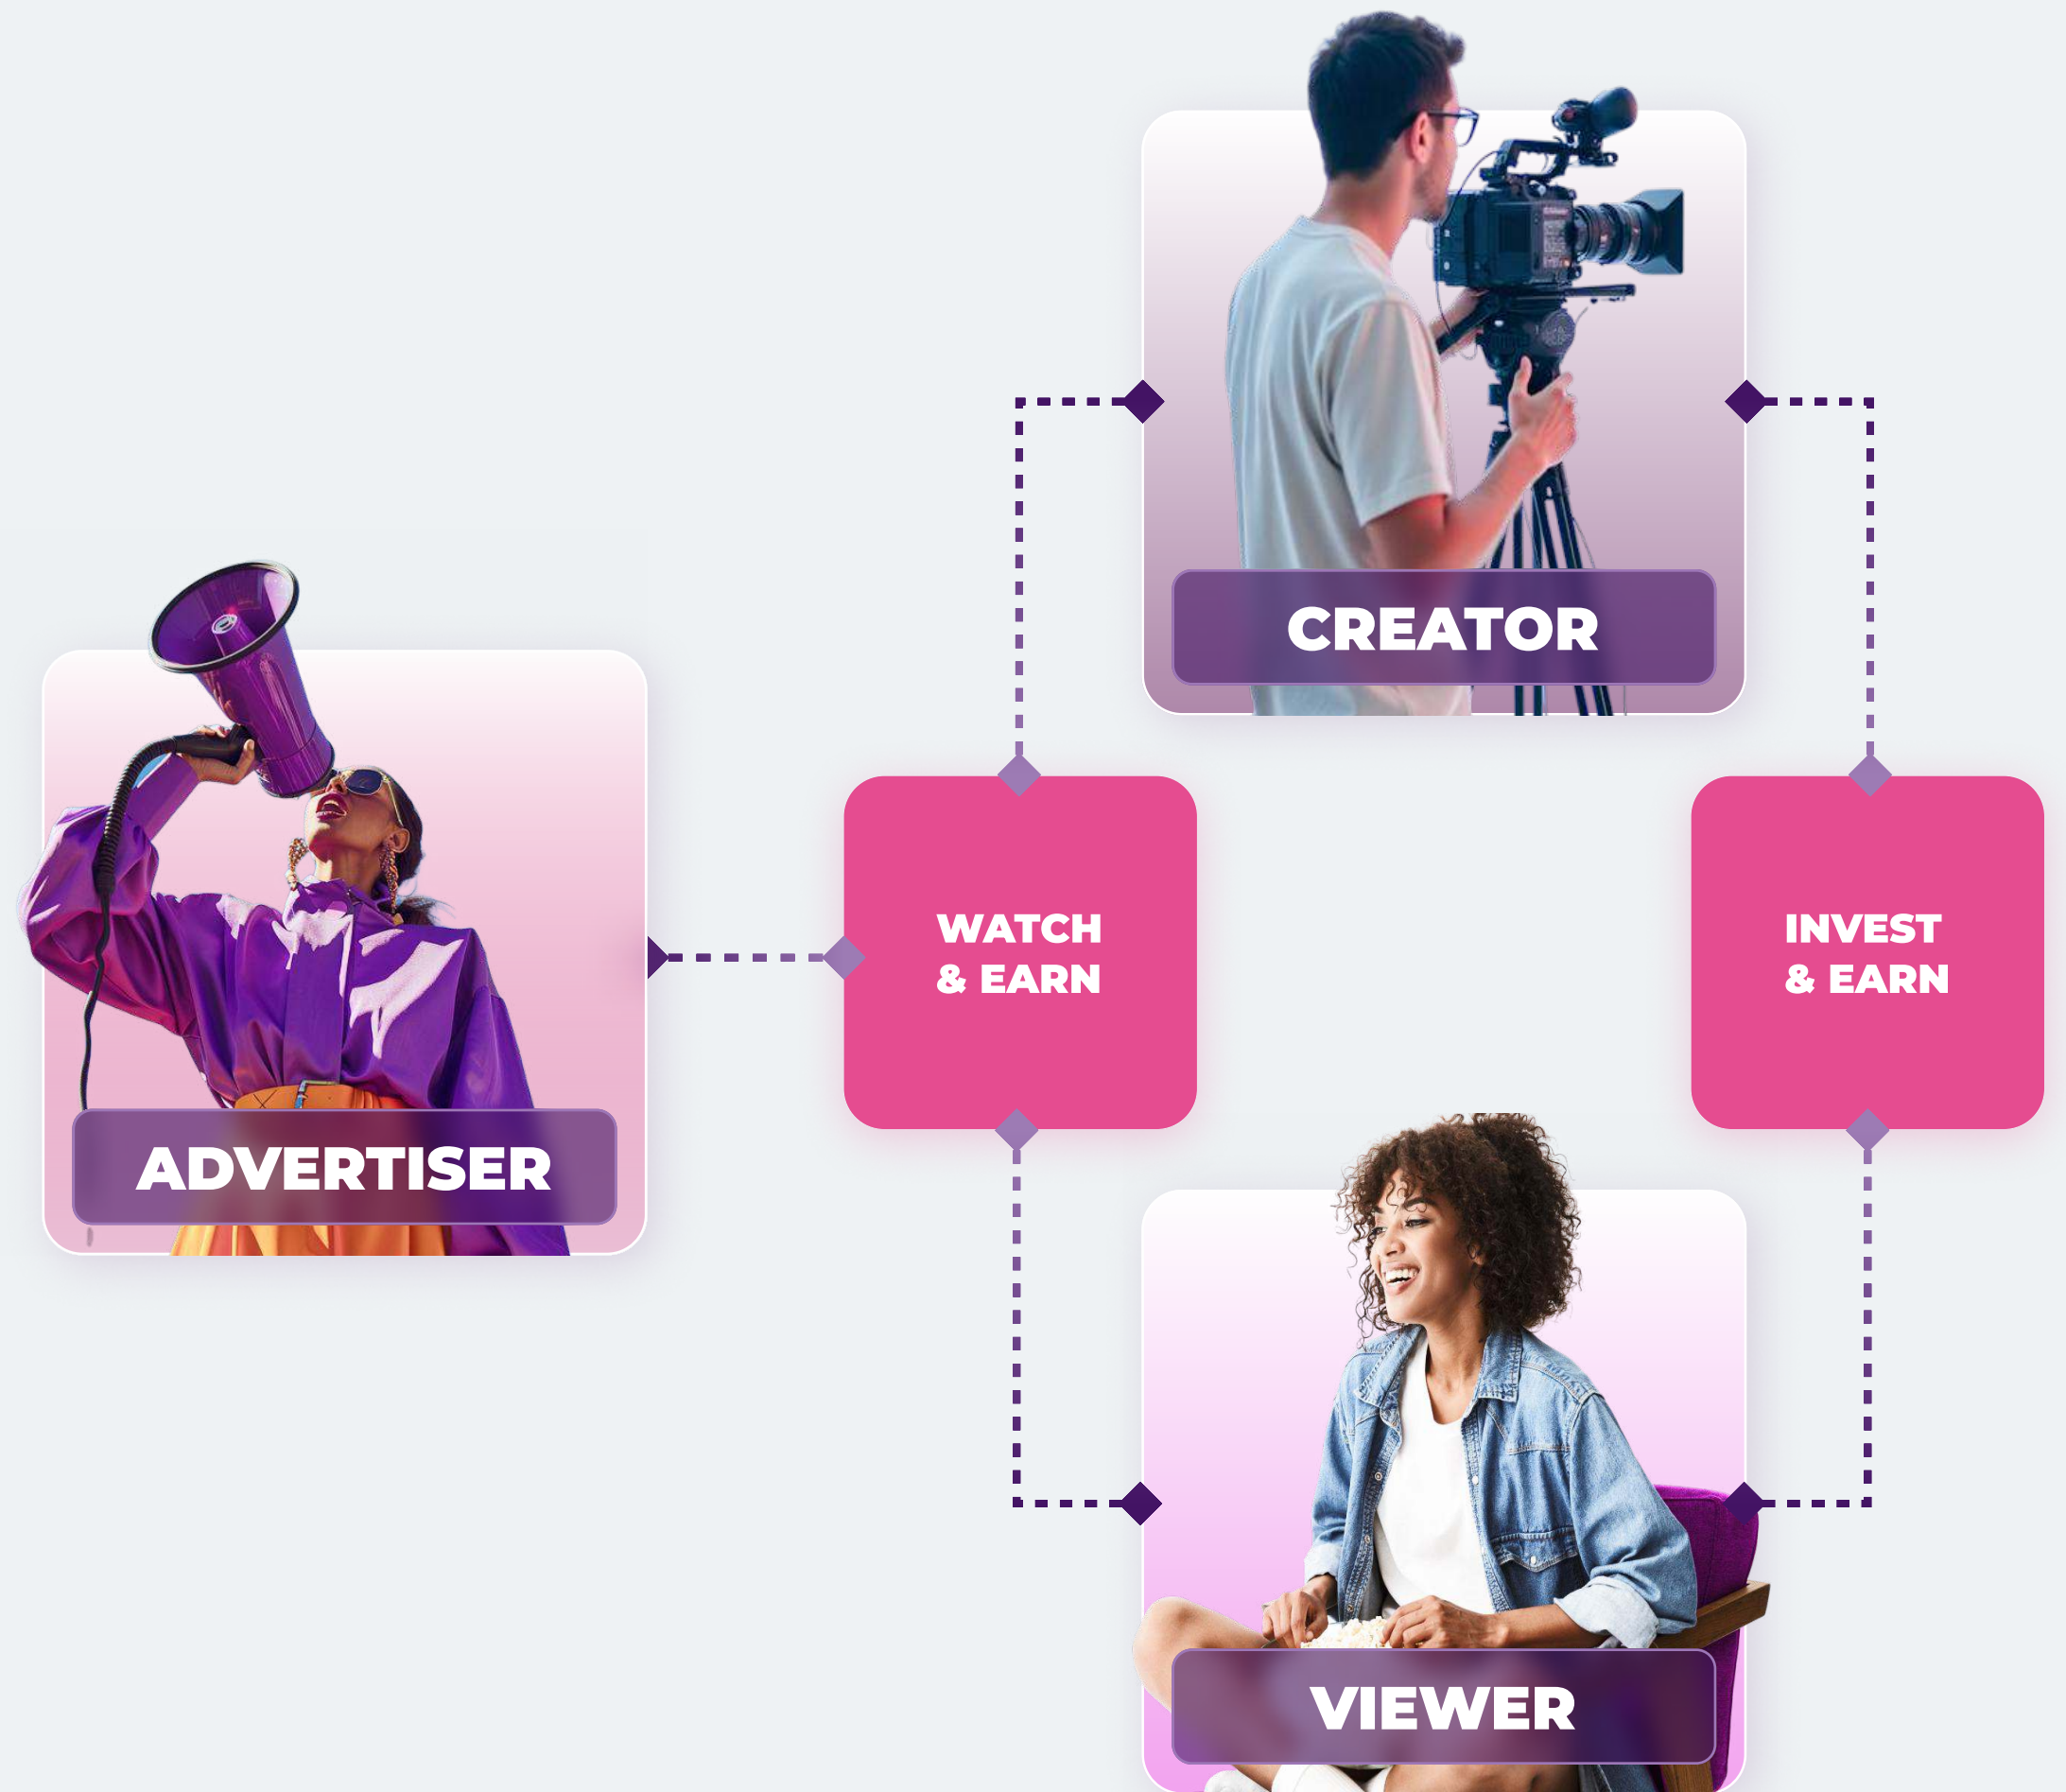 CREATOR
ADVERTISER
WATCH
& EARN
INVEST
& EARN
VIEWER